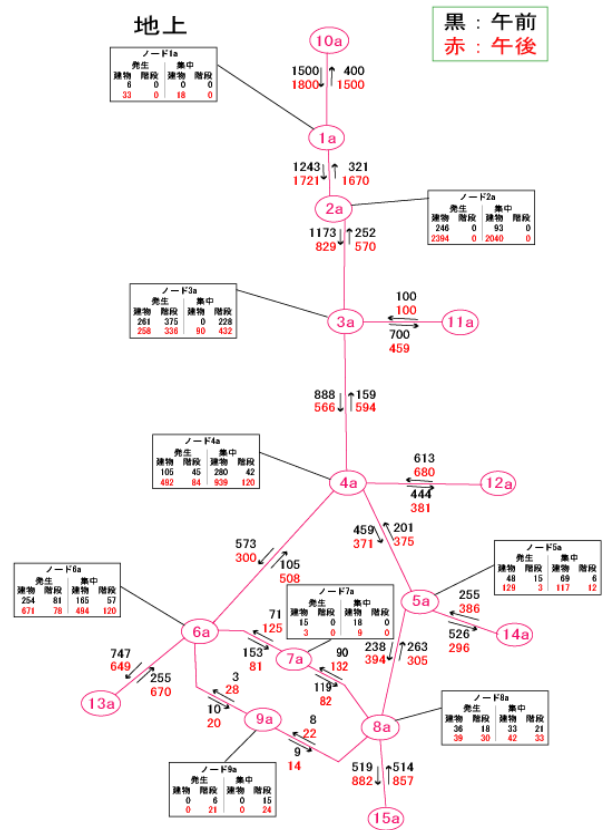 地上
黒：午前
赤：午後
10a
1500 400
1800 1500
ノード1a
発生 集中
建物 階段 建物 階段
6 0 0 0
33 0 18 0
1a
1243 321
1721 1670
2a
ノード2a
発生 集中
建物 階段 建物 階段
246 0 93 0
2394 0 2040 0
1173 252
829 570
ノード3a
発生 集中
建物 階段 建物 階段
261 375 0 228
258 336 90 432
3a
100
100
700
459
11a
888 159
566 594
ノード4a
発生 集中
建物 階段 建物 階段
105 45 280 42
492 84 939 120
4a
613
680
444
381
12a
573
300
105
508
459
371
201
375
ノード5a
発生 集中
建物 階段 建物 階段
48 15 69 6
129 3 117 12
5a
255
386
526
296
14a
ノード6a
発生 集中
建物 階段 建物 階段
254 81 165 57
671 78 494 120
6a
ノード7a
発生 集中
建物 階段 建物 階段
15 0 18 0
3 0 9 0
71
125
153
81
7a
90
132
119
82
238
394
263
305
747
649
255
670
13a
3
28
10
20
9a
8
22
9
14
8a
ノード8a
発生 集中
建物 階段 建物 階段
36 18 33 21
39 30 42 33
ノード9a
発生 集中
建物 階段 建物 階段
0 6 0 15
0 21 0 24
519 514
882 857
15a